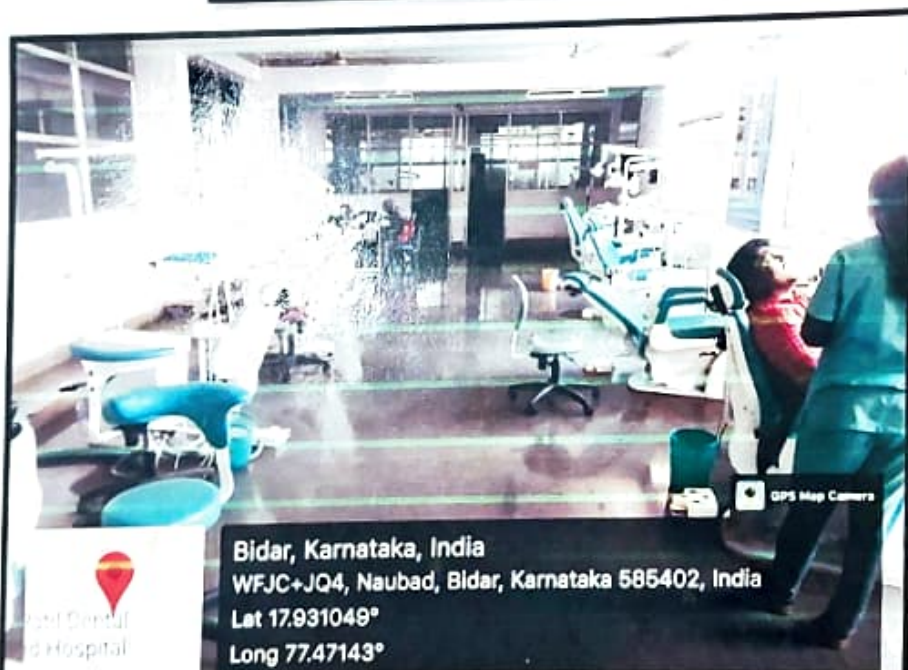 GPS Map Camera
Bidar, Karnataka, India
WFJC+JQ4, Naubad, Bidar, Karnataka 585402, India
Lat 17.931049°
Long 77.47143°
Dental
Hospital